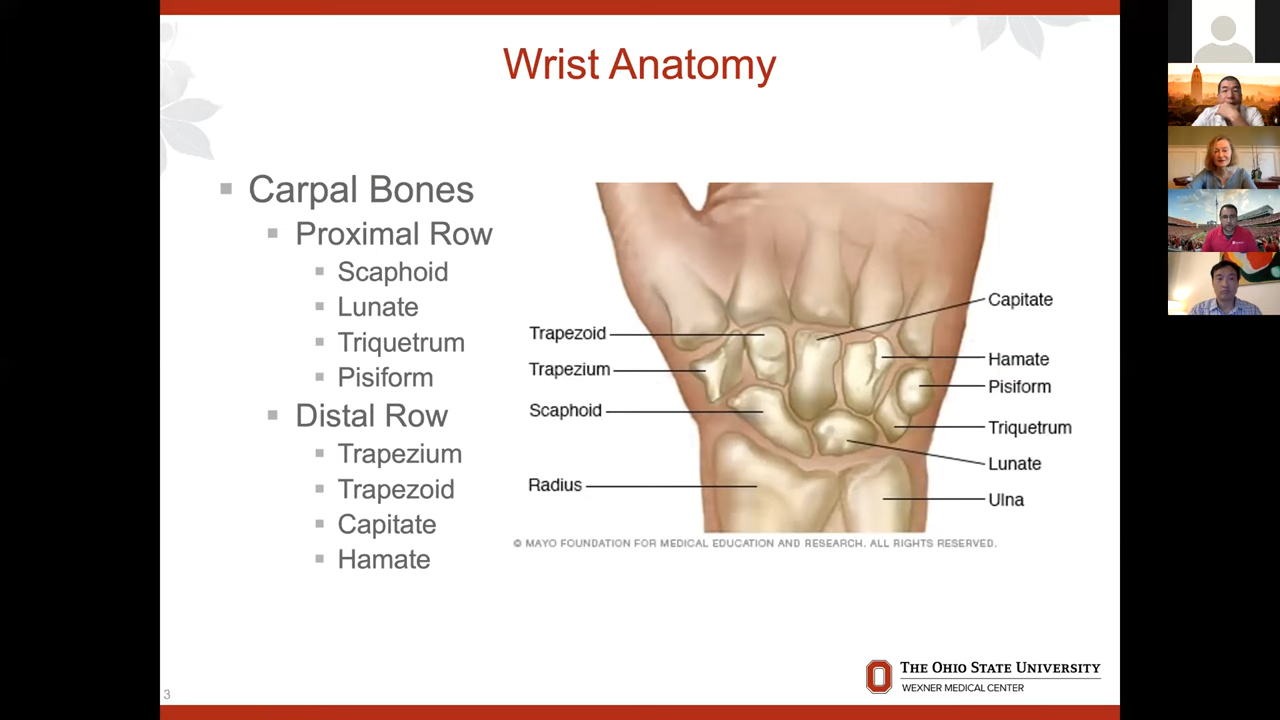 Wrist Anatomy
Carpal Bones
Proximal Row
Scaphoid
Lunate
Triquetrum
Pisiform
Distal Row
Trapezium
Trapezoid
Capitate
Hamate
Trapezoid
Trapezium
Scaphoid
Radius
Capitate
Hamate
Pisiform
Triquetrum
Lunate
Ulna
© MAYO FOUNDATION FOR MEDICAL EDUCATION AND RESEARCH. ALL RIGHTS RESERVED.
THE OHIO STATE UNIVERSITY
WEXNER MEDICAL CENTER
3